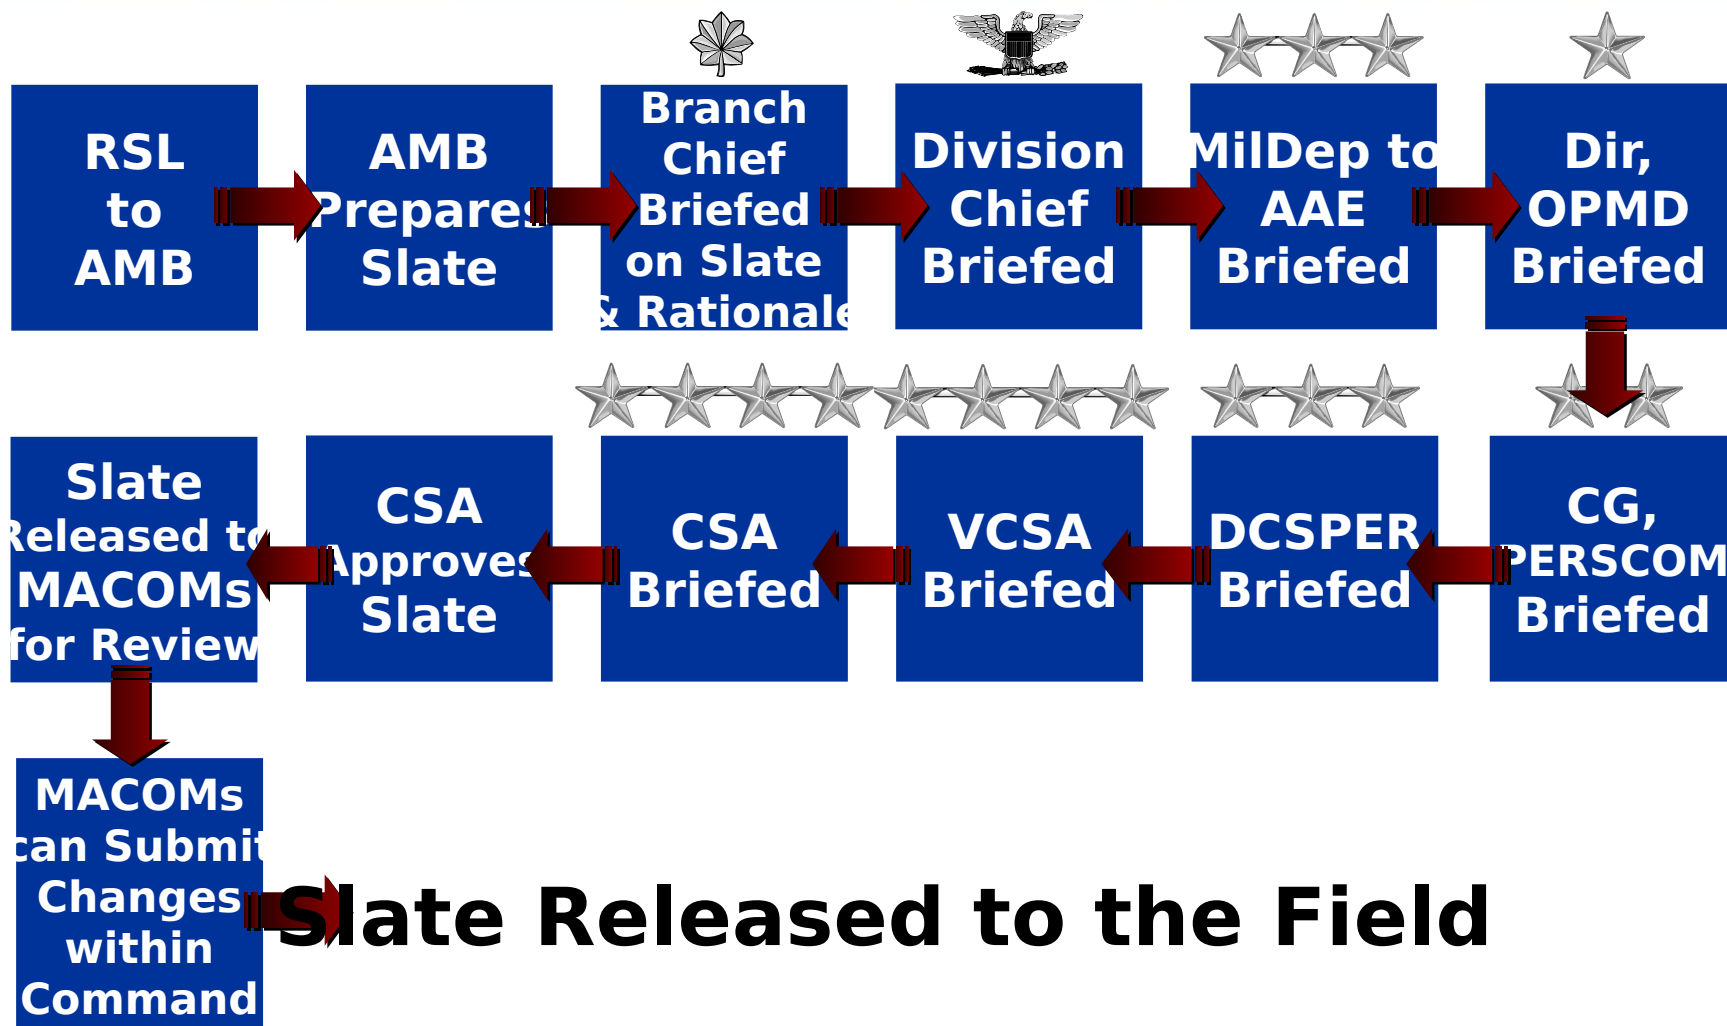 RSL
to
AMB
AMB
Prepares
Slate
Branch
Chief
Briefed
on Slate
& Rationale
Division
Chief
Briefed
MilDep to
AAE
Briefed
Dir,
OPMD
Briefed
CG,
PERSCOM
Briefed
DCSPER
Briefed
VCSA
Briefed
CSA
Briefed
CSA
Approves
Slate
Slate
Released to
MACOMs
for Review
MACOMs
can Submit
Changes
within
Command
Slate Released to the Field